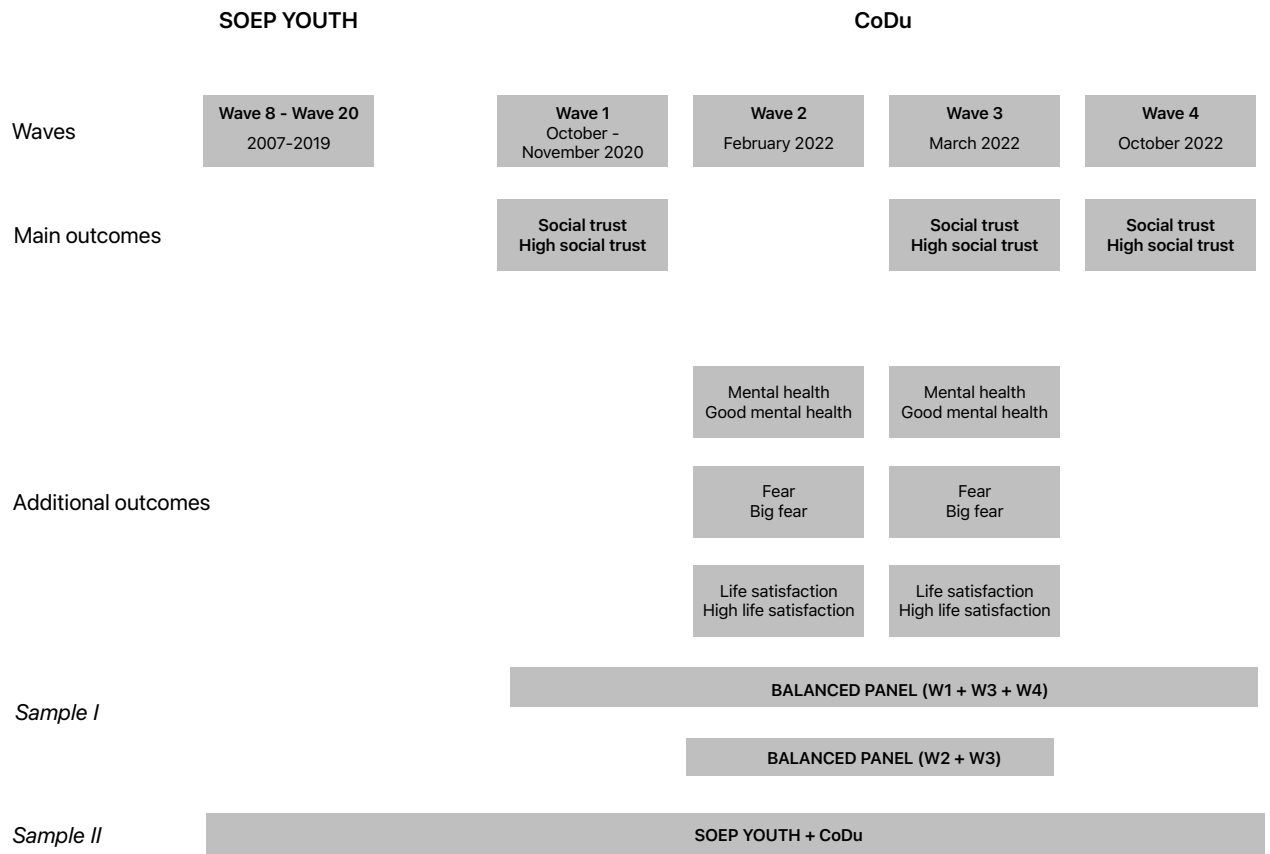 SOEP YOUTH
CoDu
Waves
Wave 8 - Wave 20
2007-2019
Wave 1
October -
November 2020
Wave 2
February 2022
Wave 3
March 2022
Wave 4
October 2022
Main outcomes
Social trust
High social trust
Social trust
High social trust
Social trust
High social trust
Additional outcomes
Mental health
Good mental health
Mental health
Good mental health
Fear
Big fear
Fear
Big fear
Life satisfaction
High life satisfaction
Life satisfaction
High life satisfaction
Sample I
BALANCED PANEL (W1 + W3 + W4)
BALANCED PANEL (W2 + W3)
Sample II
SOEP YOUTH + CoDu